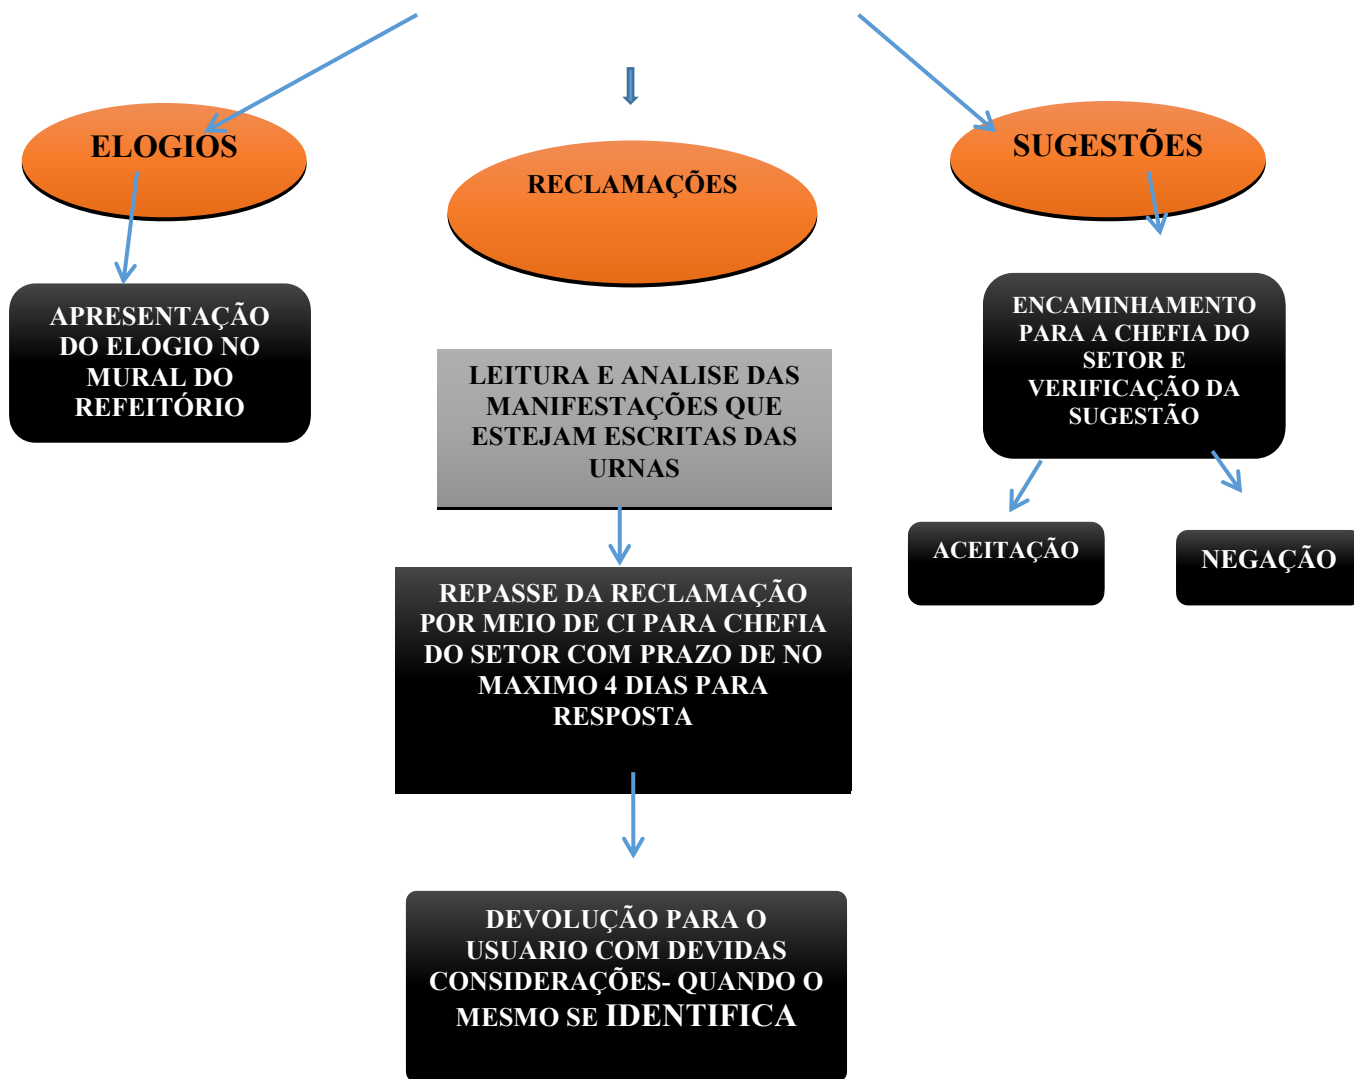 ELOGIOS
RECLAMAÇÕES
SUGESTÕES
APRESENTAÇÃO
DO ELOGIO NO
MURAL DO
REFEITÓRIO
LEITURA E ANALISE DAS
MANIFESTAÇÕES QUE
ESTEJAM ESCRITAS DAS
URNAS
ENCAMINHAMENTO
PARA A CHEFIA DO
SETOR E
VERIFICAÇÃO DA
SUGESTÃO
ACEITAÇÃO
NEGAÇÃO
REPASSE DA RECLAMAÇÃO
POR MEIO DE CI PARA CHEFIA
DO SETOR COM PRAZO DE NO
MAXIMO 4 DIAS PARA
RESPOSTA
DEVOLUÇÃO PARA O
USUARIO COM DEVIDAS
CONSIDERAÇÕES- QUANDO O
MESMO SE IDENTIFICA